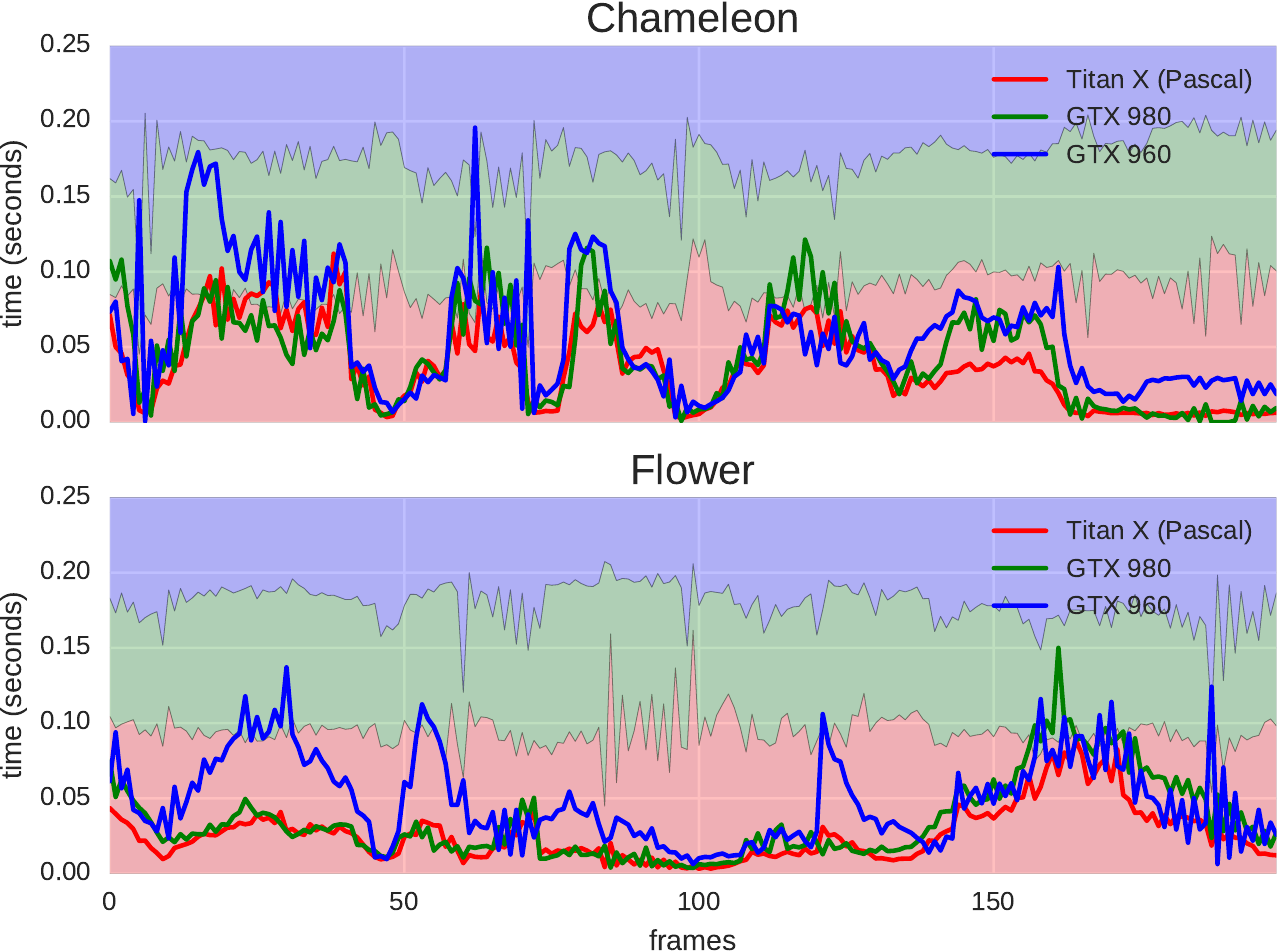 Chameleon
0.25
0.20
0.15
0.10
0.05
0.00
time (seconds)
Titan X (Pascal)
GTX 980
GTX 960
Flower
0.25
0.20
0.15
0.10
0.05
0.00
time (seconds)
Titan X (Pascal)
GTX 980
GTX 960
0 50 100 150
frames